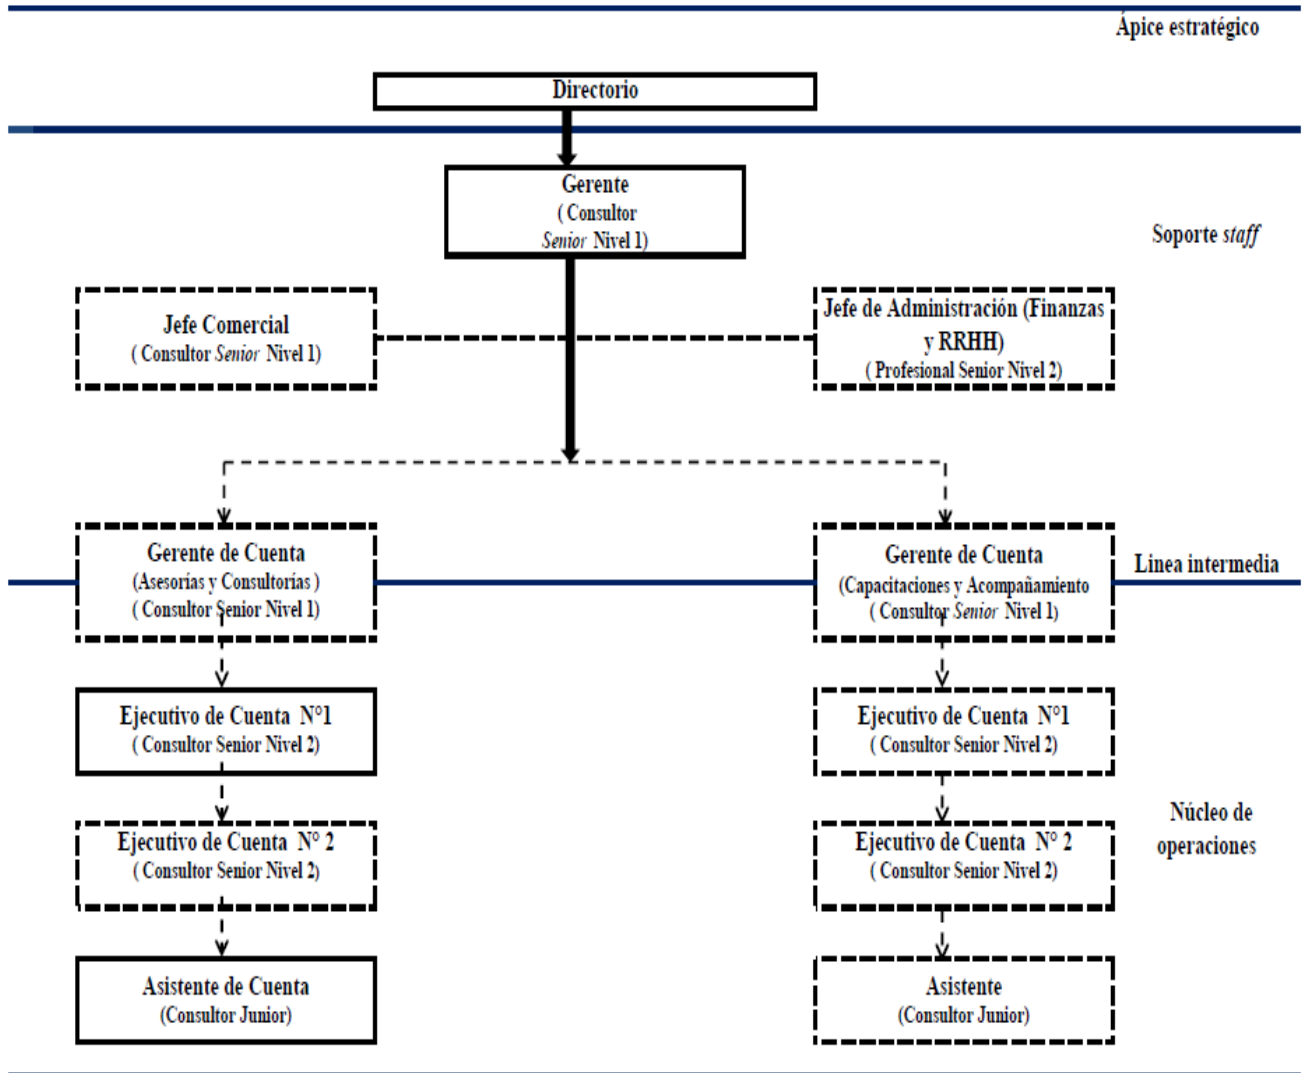 Ápice estratégico
Directorio
Gerente
( Consultor
Senior Nivel 1)
Soporte staff
Jefe Comercial
( Consultor Senior Nivel 1)
Jefe de Administración (Finanzas
y RRHH)
( Profesional Senior Nivel 2)
Gerente de Cuenta
(Asesorías y Consultorías )
( Consultor Senior Nivel 1)
Gerente de Cuenta
(Capacitaciones y Acompañamiento
( Consultor Senior Nivel 1)
Linea intermedia
Ejecutivo de Cuenta N°1
( Consultor Senior Nivel 2)
Ejecutivo de Cuenta N°1
( Consultor Senior Nivel 2)
Ejecutivo de Cuenta N° 2
( Consultor Senior Nivel 2)
Ejecutivo de Cuenta N° 2
( Consultor Senior Nivel 2)
Núcleo de
operaciones
Asistente de Cuenta
(Consultor Junior)
Asistente
(Consultor Junior)